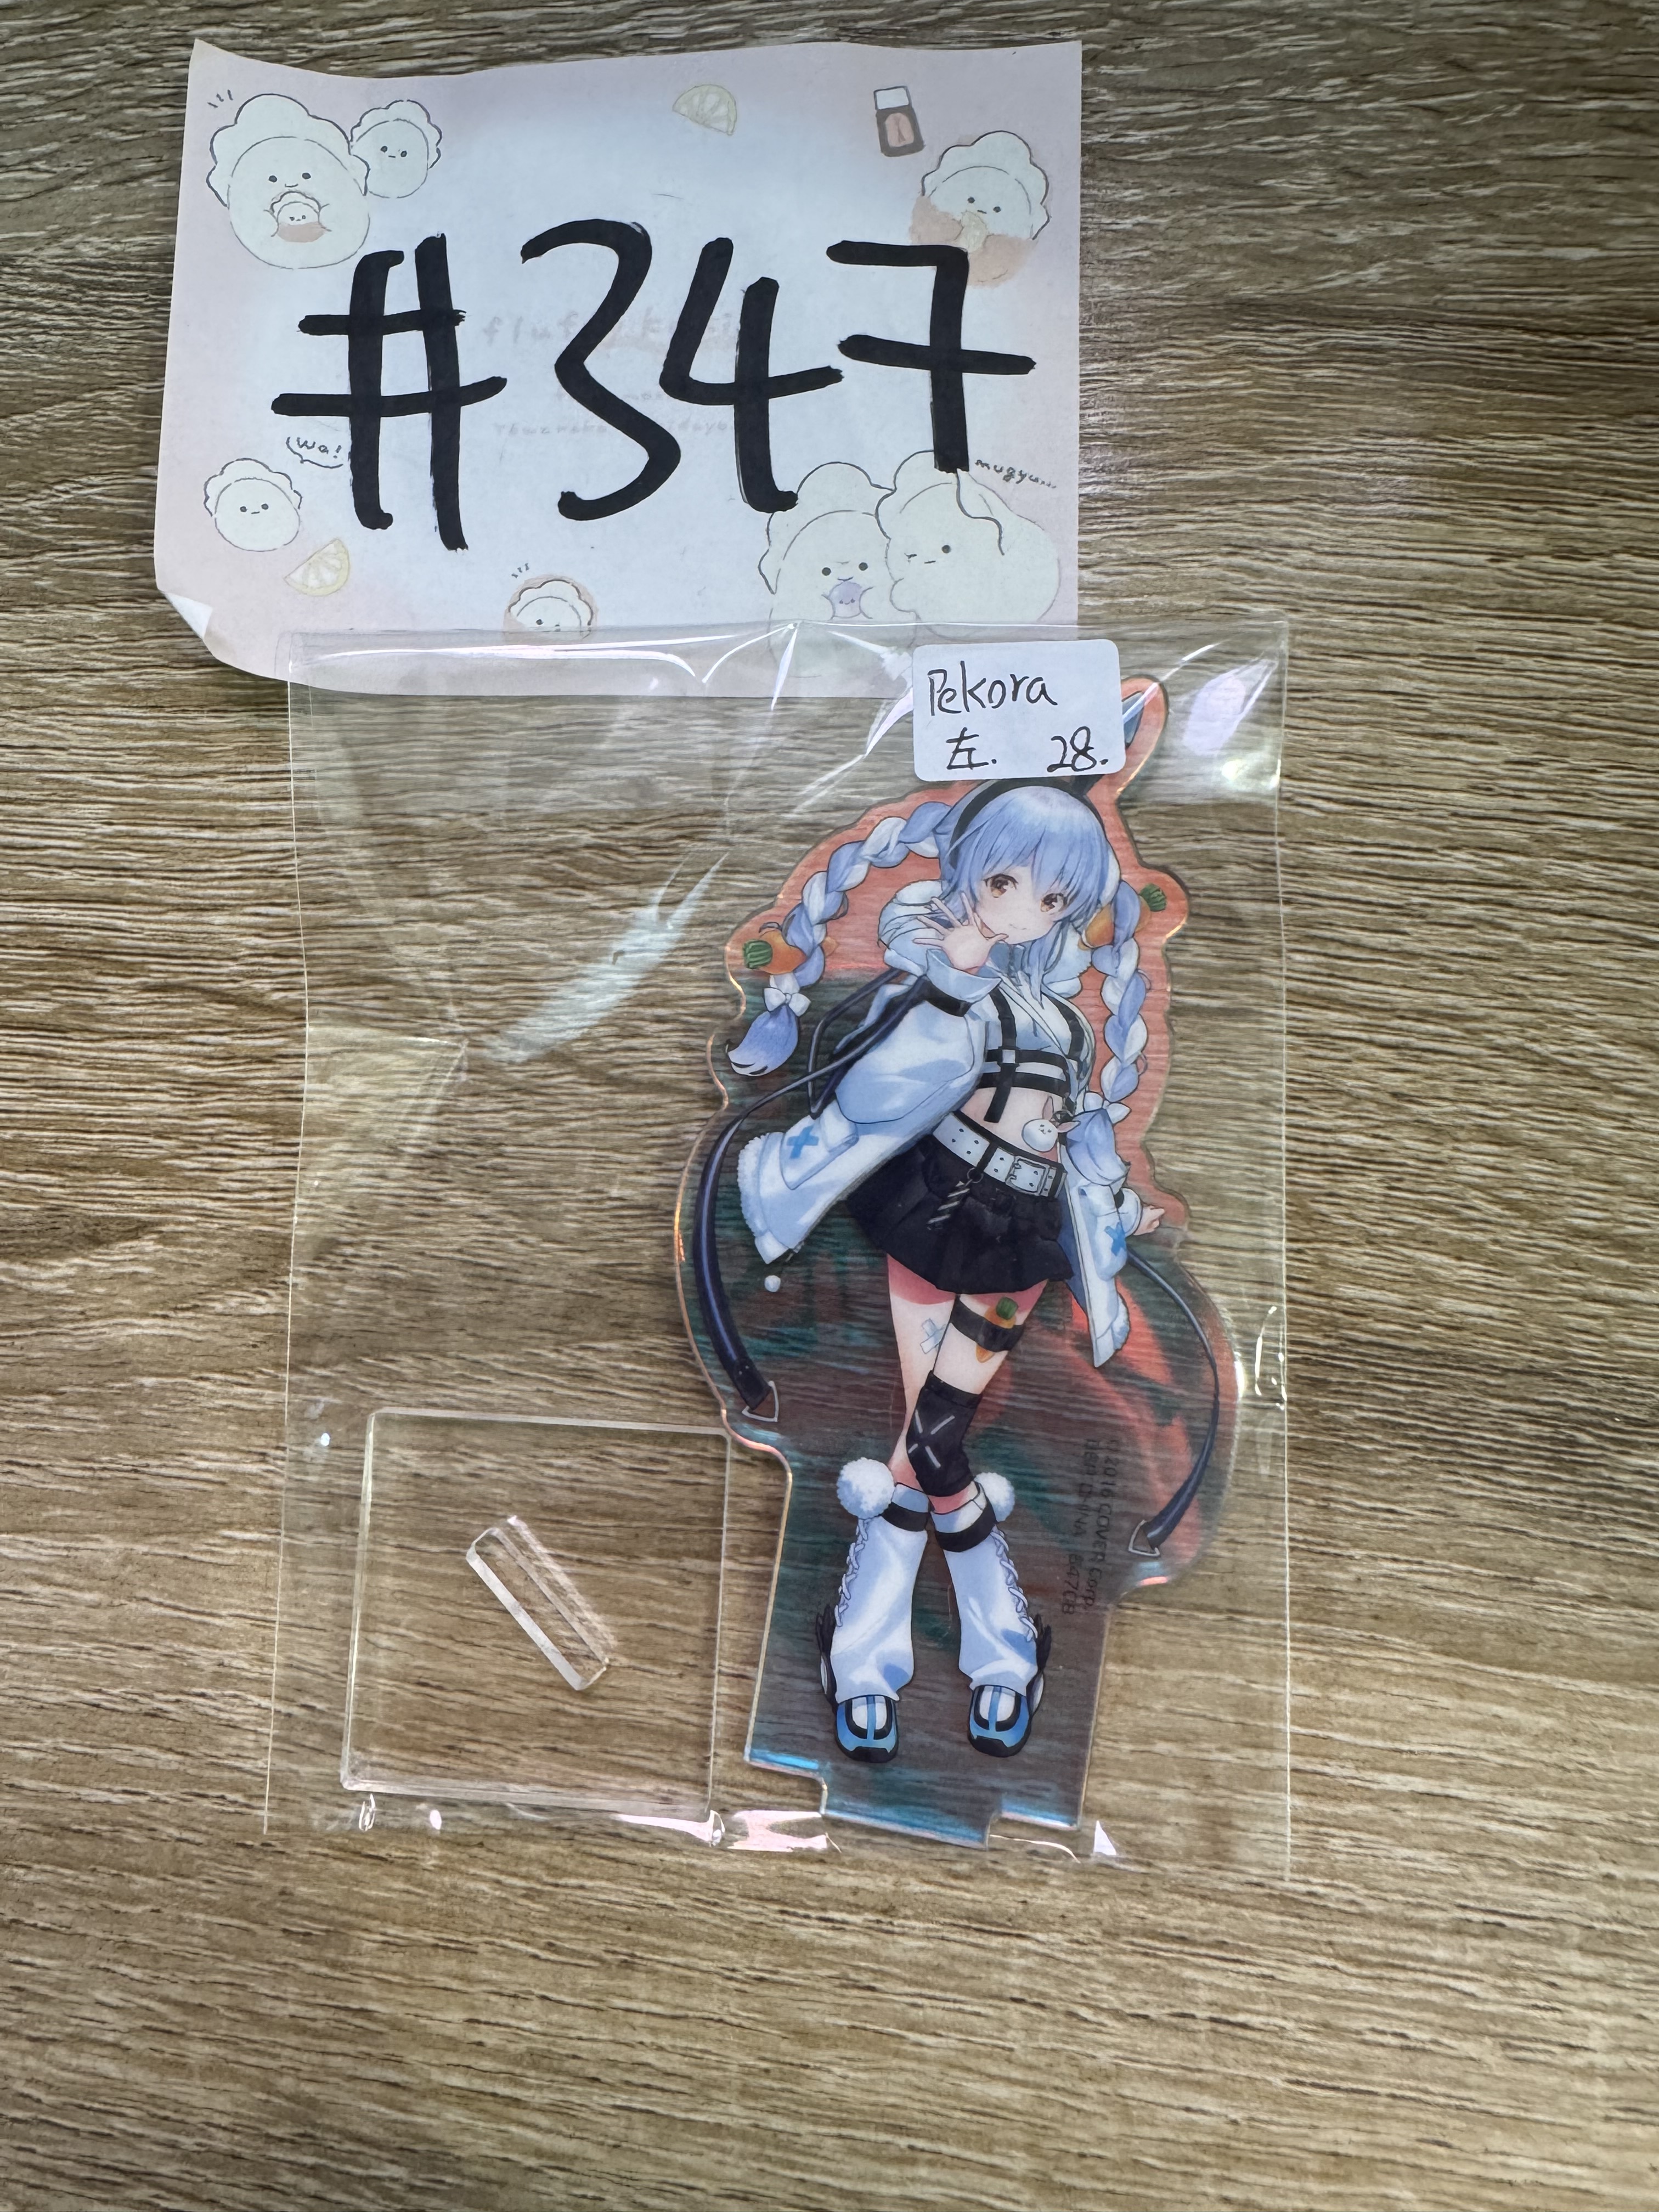 #347
wa!
mugyu...
Pekora
左. 28.
©2016 COVER Corp.